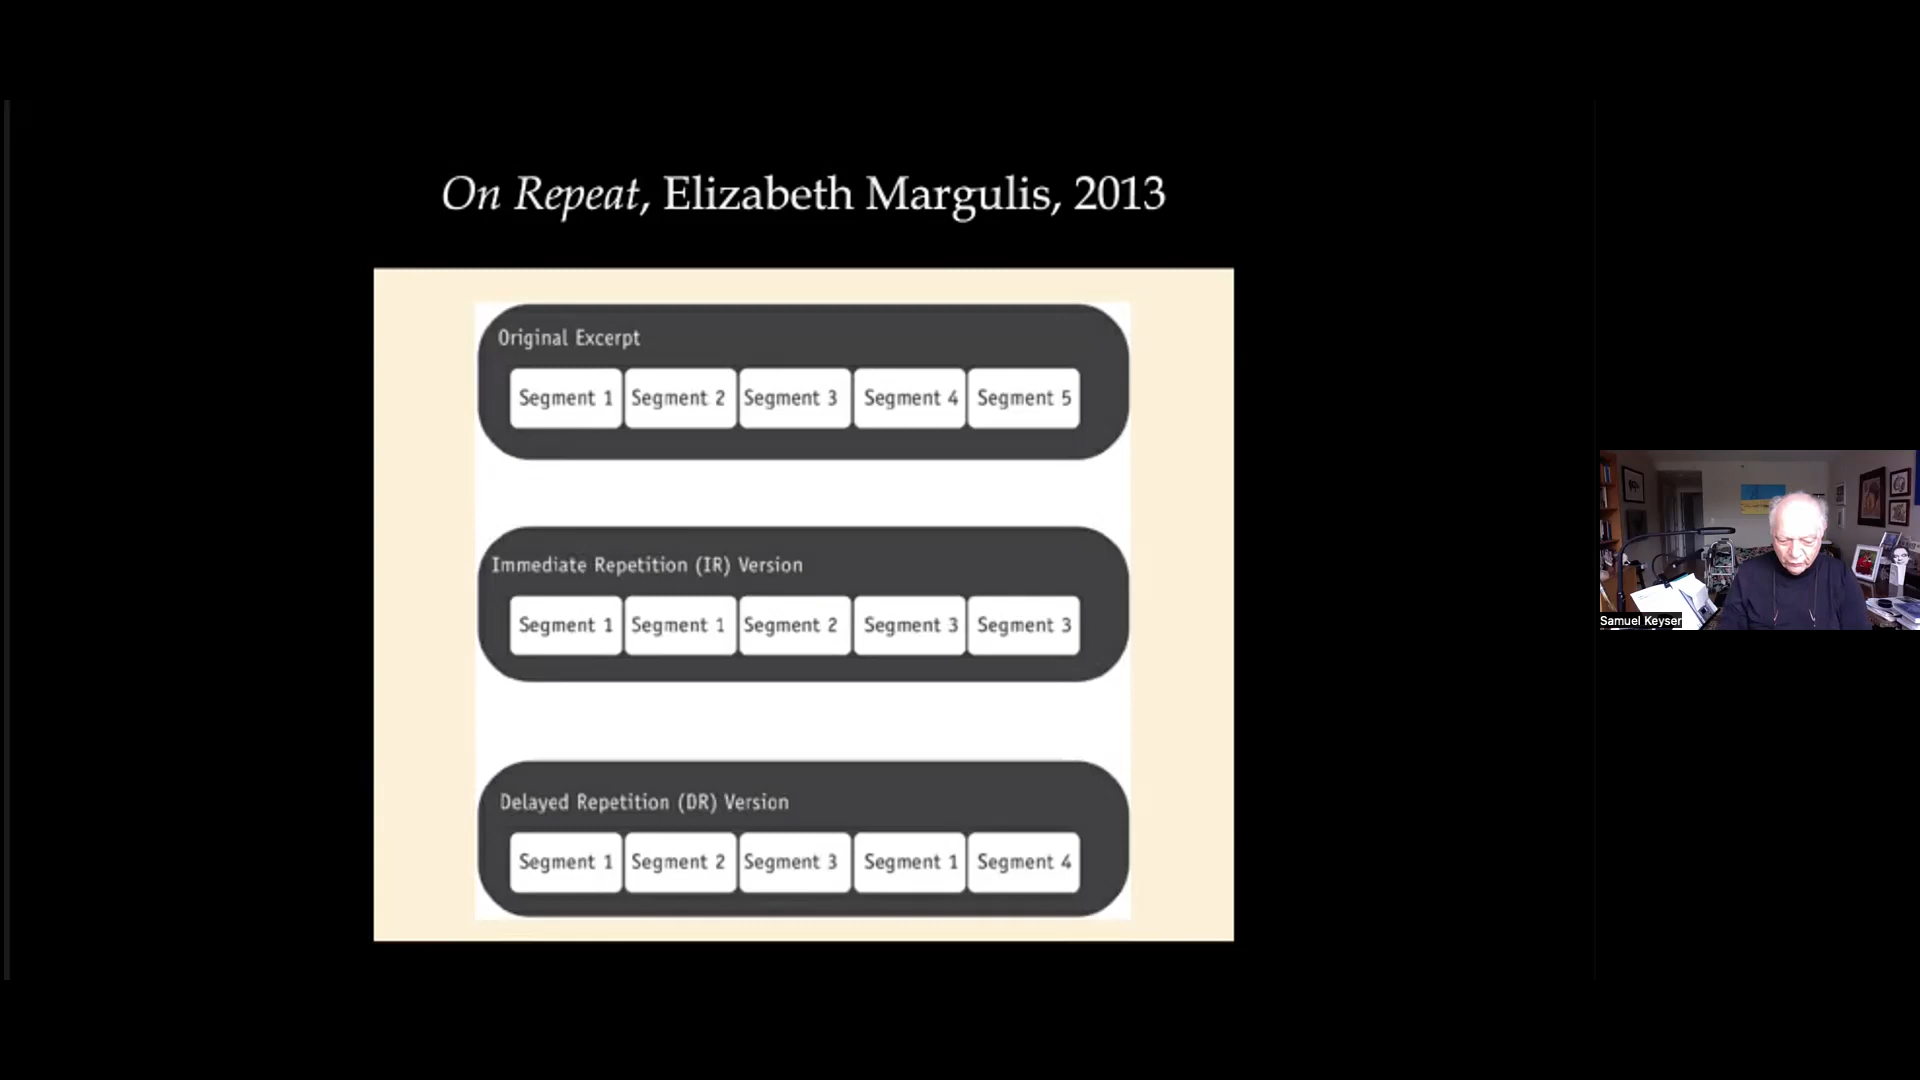 On Repeat, Elizabeth Margulis, 2013
Original Excerpt
Segment 1 Segment 2 Segment 3 Segment 4 Segment 5
Immediate Repetition (IR) Version
Segment 1 Segment 1 Segment 2 Segment 3 Segment 3
Delayed Repetition (DR) Version
Segment 1 Segment 2 Segment 3 Segment 1 Segment 4
Samuel Keyser